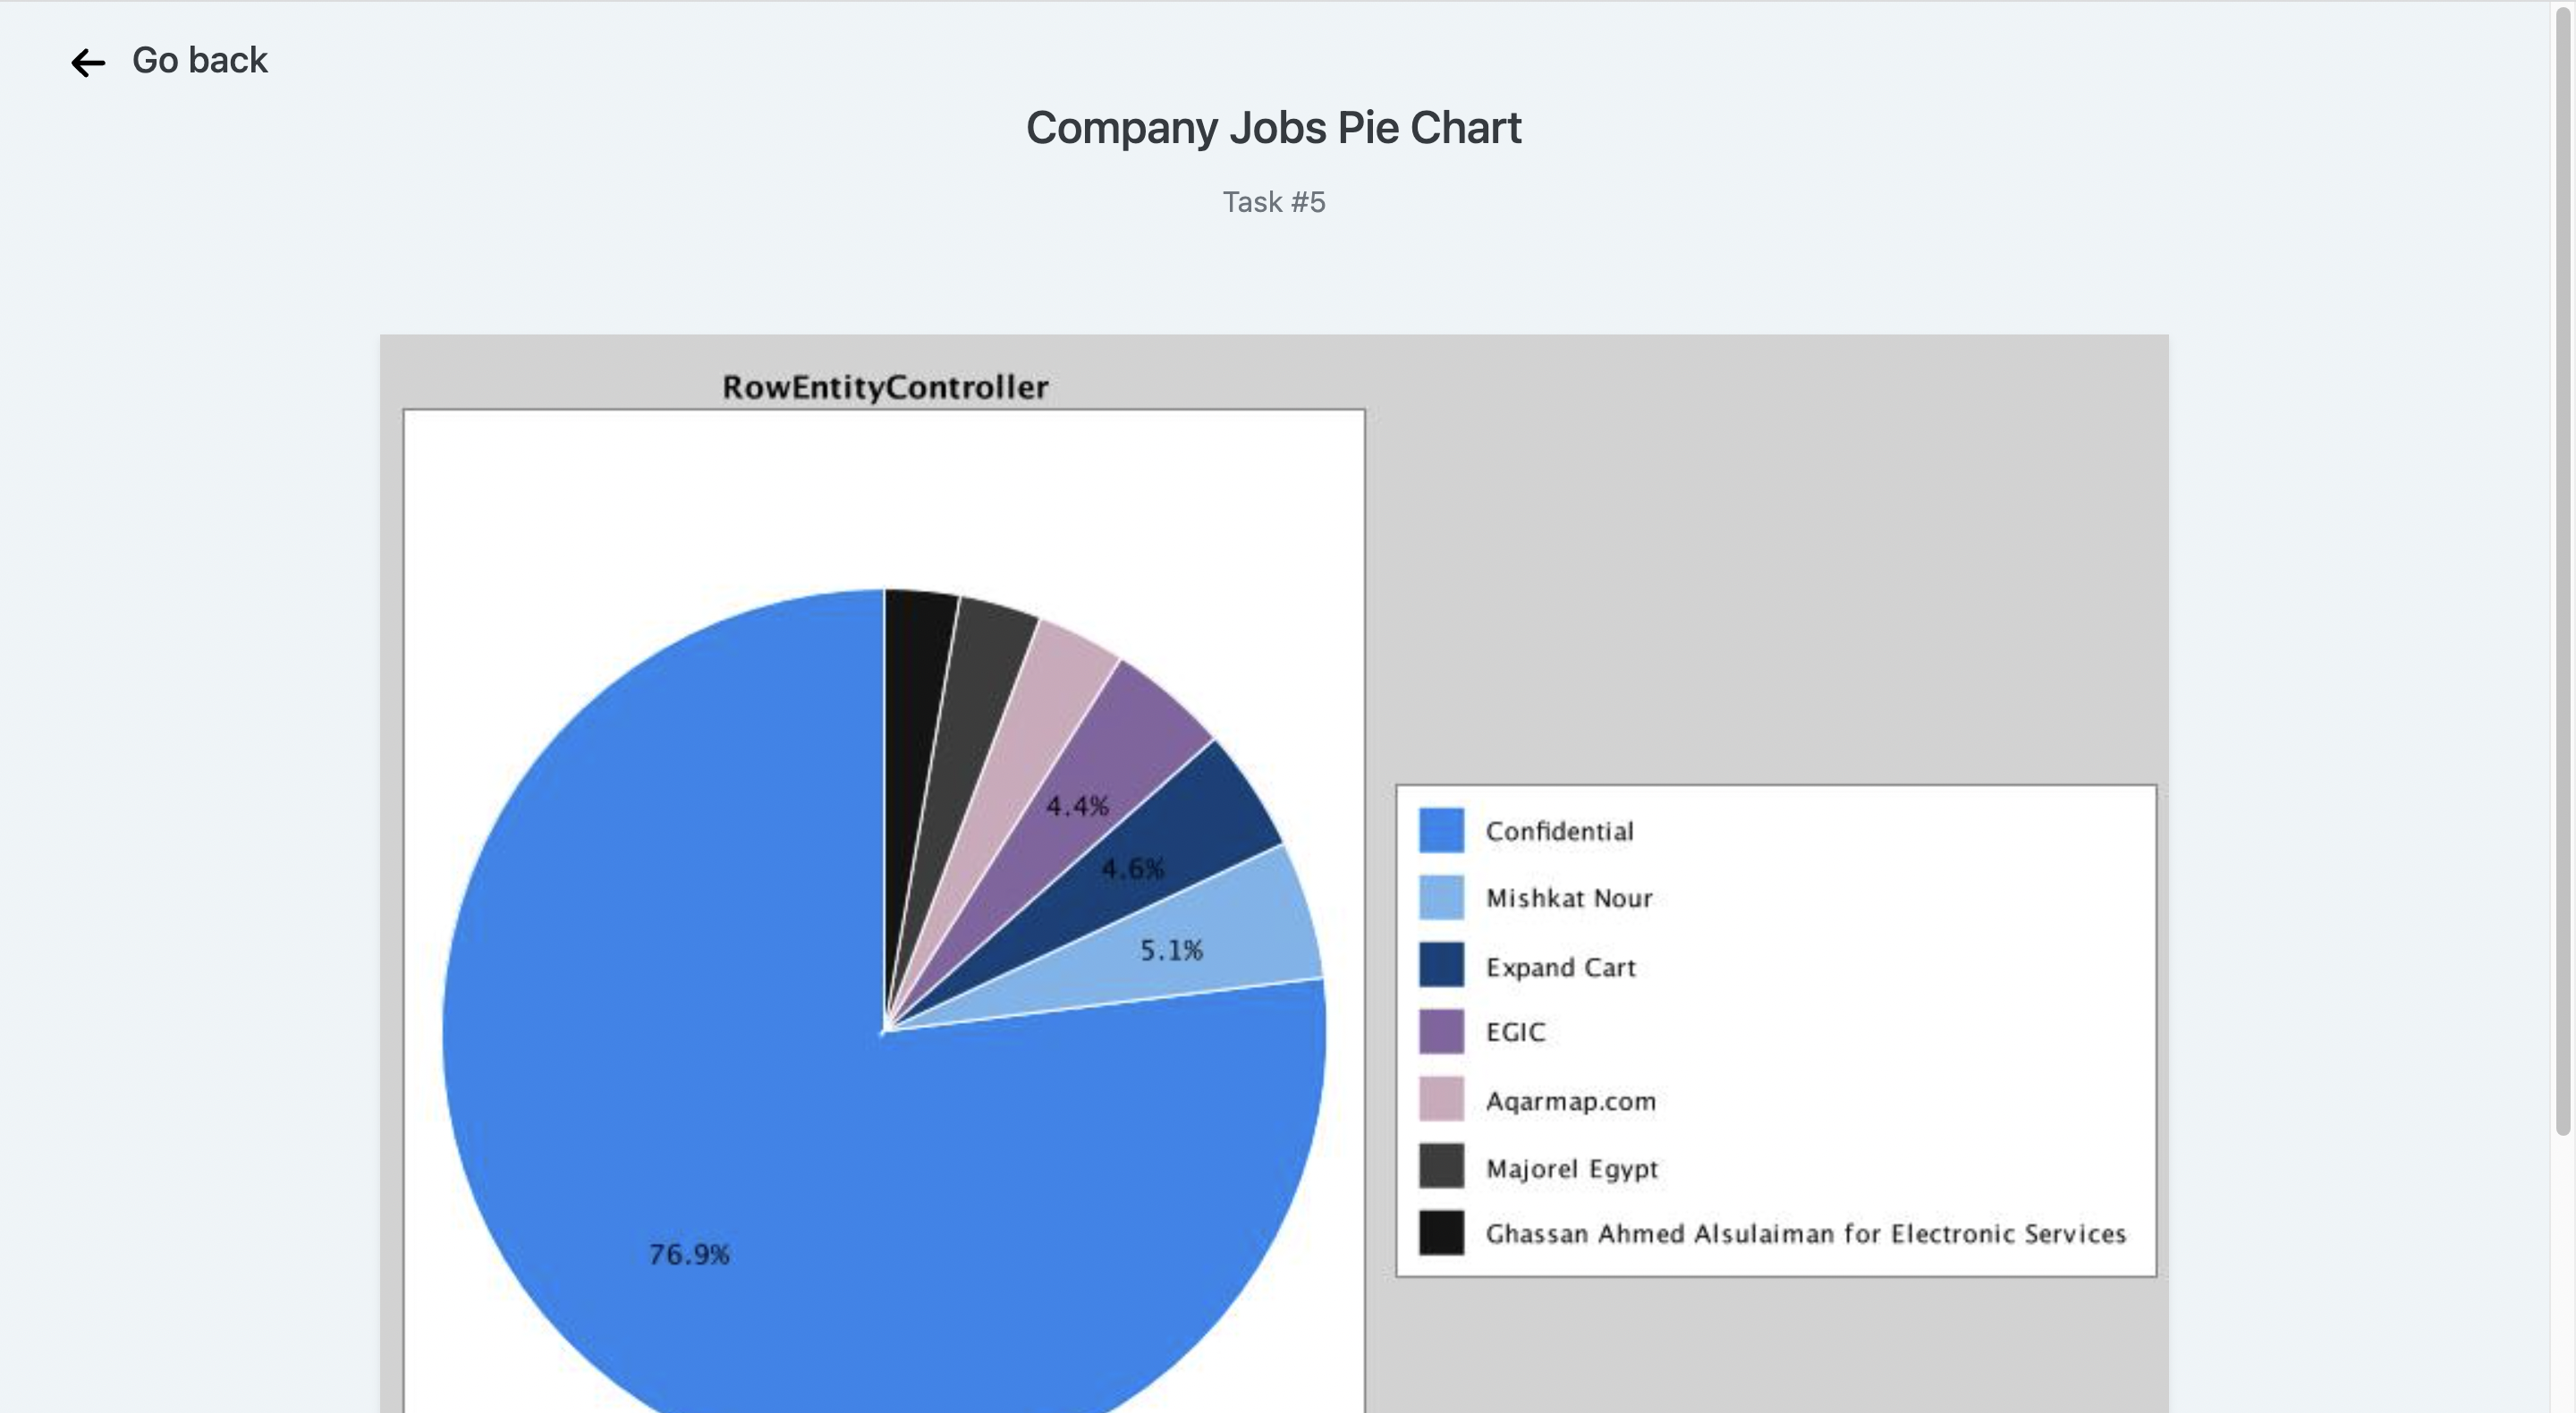 Go back
Company Jobs Pie Chart
Task #5
RowEntityController
4.4%
4.6%
5.1%
76.9%
Confidential
Mishkat Nour
Expand Cart
EGIC
Aqarmap.com
Majorel Egypt
Ghassan Ahmed Alsulaiman for Electronic Services